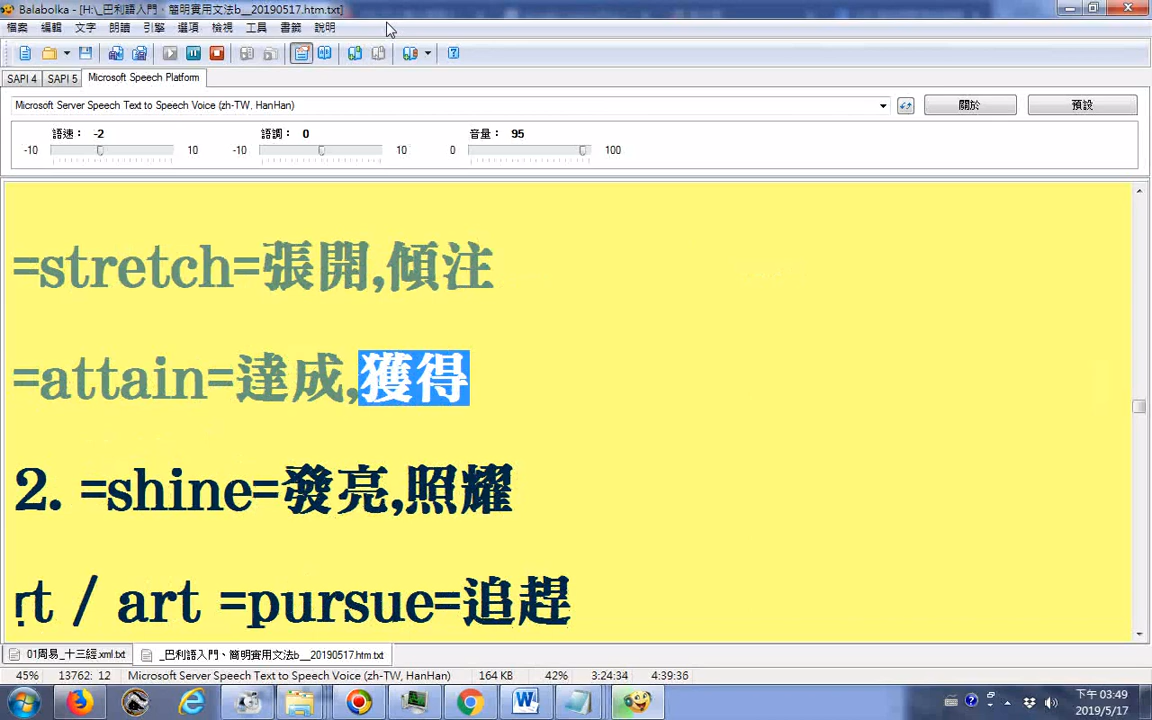 Balabolka - [H:\_巴利語入門、簡明實用文法b__20190517.htm.txt]
檔案 編輯 文字 朗讀 引擎 選項 檢視 工具 書籤 說明
SAPI 4 SAPI 5 Microsoft Speech Platform
Microsoft Server Speech Text to Speech Voice (zh-TW, HanHan) 關於 預設
語速： -2 語調： 0 音量： 95
-10 10 -10 10 0 100
=stretch=張開,傾注
=attain=達成,獲得
2. =shine=發亮,照耀
ṛt / art =pursue=追趕
01周易_十三經.xml.txt _巴利語入門、簡明實用文法b__20190517.htm.txt
45% 13762: 12 Microsoft Server Speech Text to Speech Voice (zh-TW, HanHan) 164 KB 42% 3:24:34 4:39:36
下午 03:49
2019/5/17